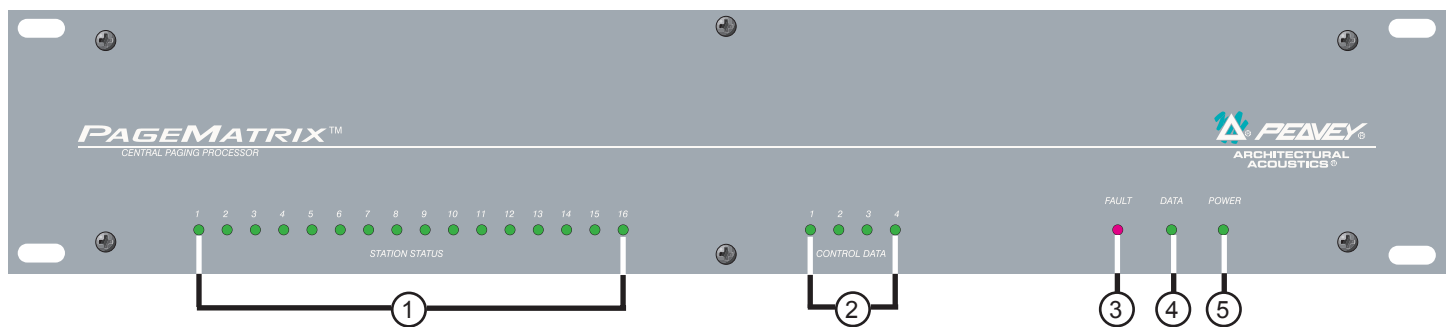 PAGEMATRIX™
CENTRAL PAGING PROCESSOR
PEAVEY®
ARCHITECTURAL
ACOUSTICS®
1 2 3 4 5 6 7 8 9 10 11 12 13 14 15 16
STATION STATUS
1 2 3 4
CONTROL DATA
FAULT DATA POWER
1 2 3 4 5